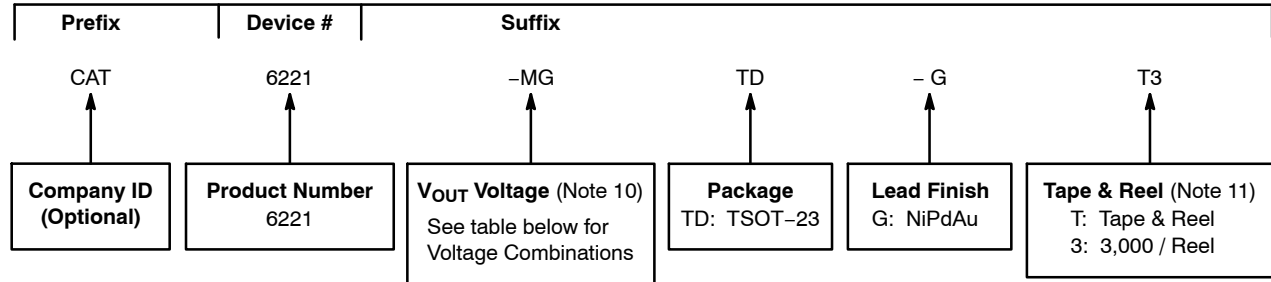 Prefix Device # Suffix
CAT 6221 –MG TD – G T3
Company ID
(Optional)
Product Number
6221
VOUT Voltage (Note 10)
See table below for
Voltage Combinations
Package
TD: TSOT–23
Lead Finish
G: NiPdAu
Tape & Reel (Note 11)
T: Tape & Reel
3: 3,000 / Reel